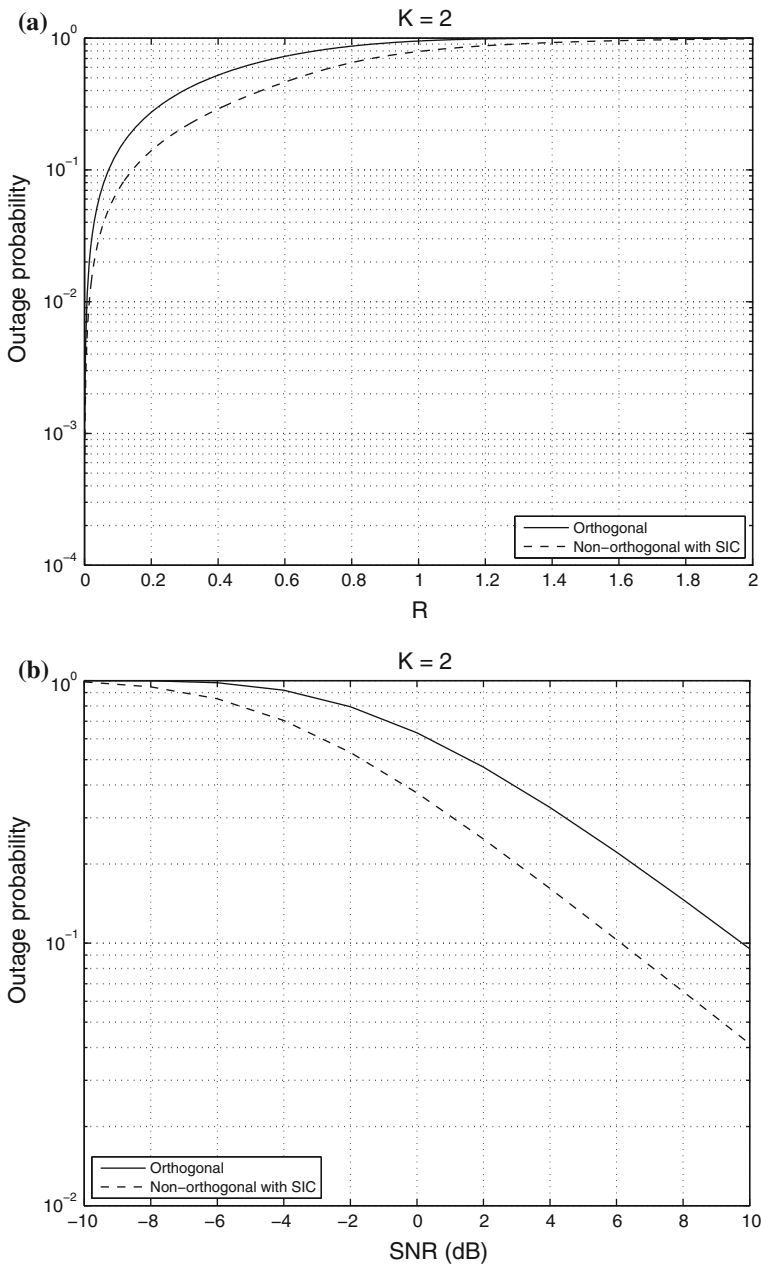 (a)
K = 2
10^0
10^-1
10^-2
10^-3
10^-4
Outage probability
Orthogonal
Non-orthogonal with SIC
0 0.2 0.4 0.6 0.8 1 1.2 1.4 1.6 1.8 2
R
(b)
K = 2
10^0
10^-1
10^-2
Outage probability
Orthogonal
Non-orthogonal with SIC
-10 -8 -6 -4 -2 0 2 4 6 8 10
SNR (dB)